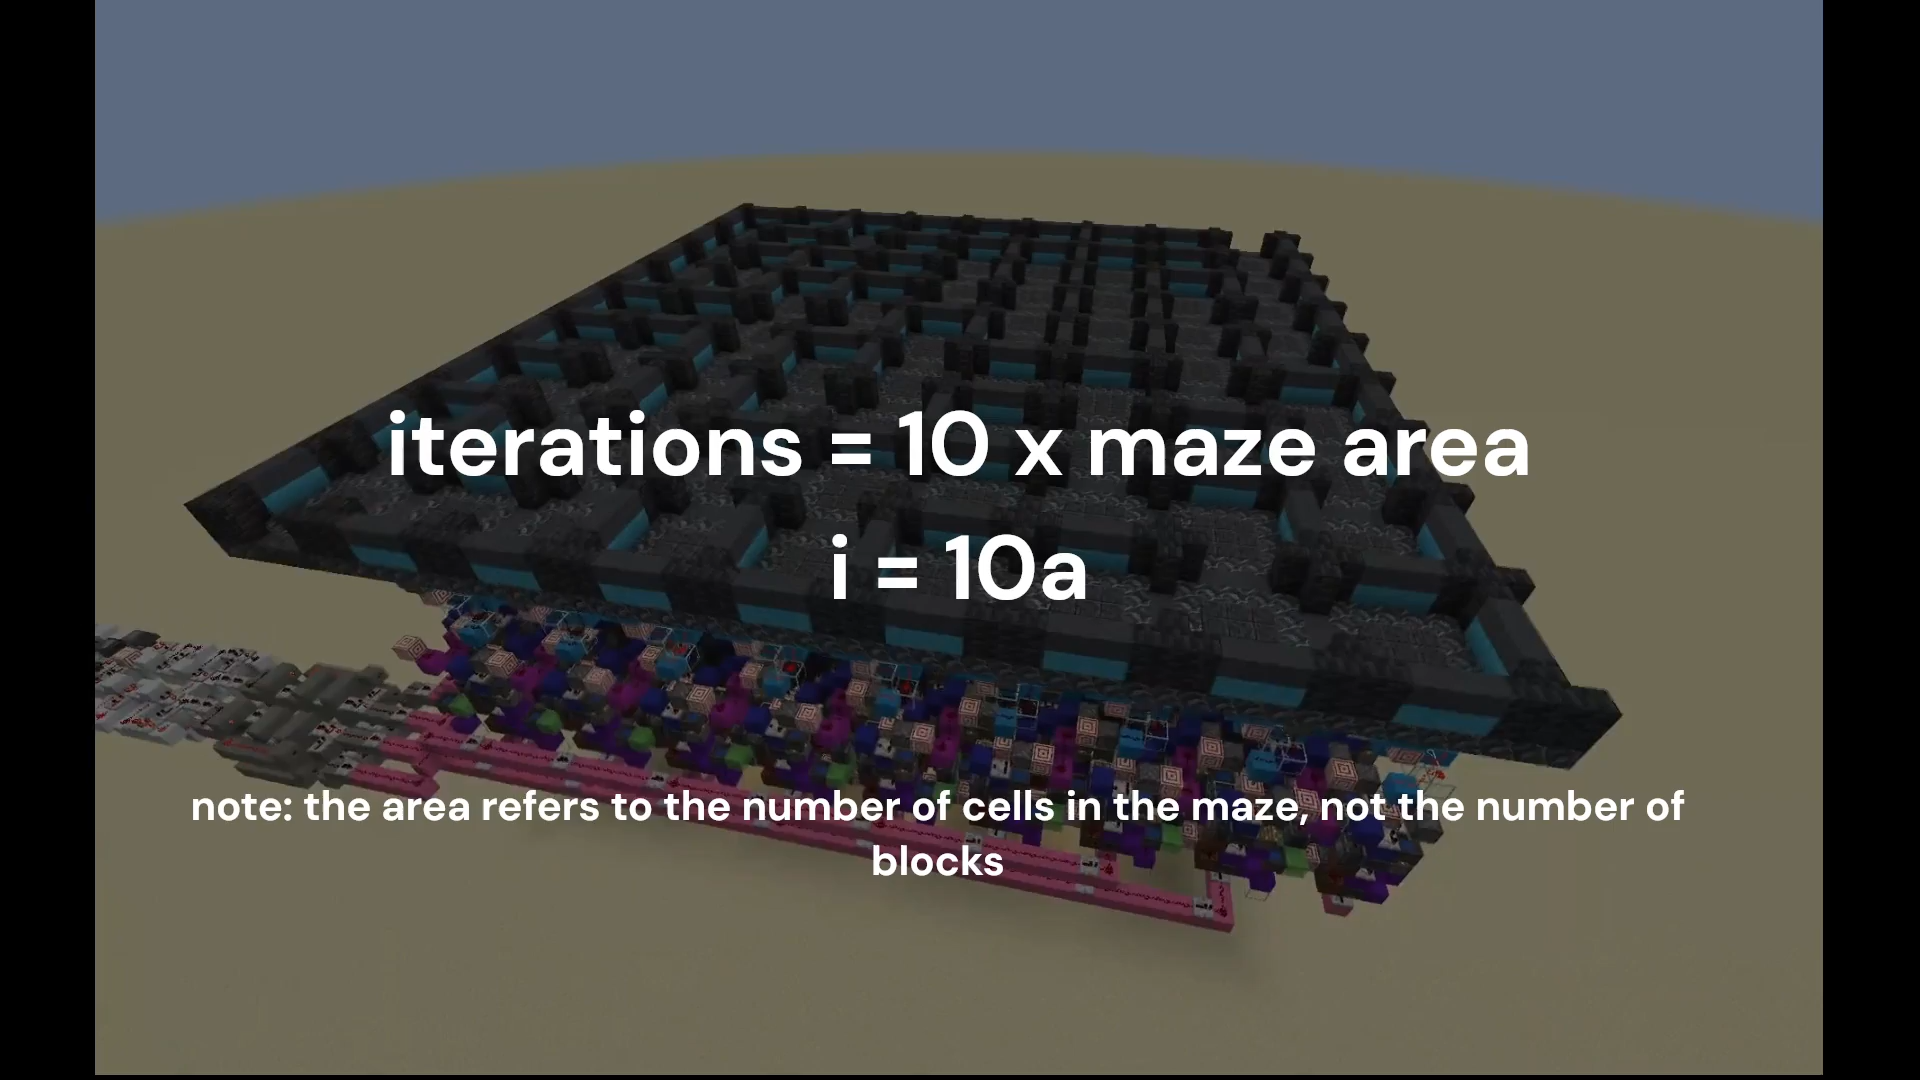 iterations = 10 x maze area
i = 10a
note: the area refers to the number of cells in the maze, not the number of
blocks